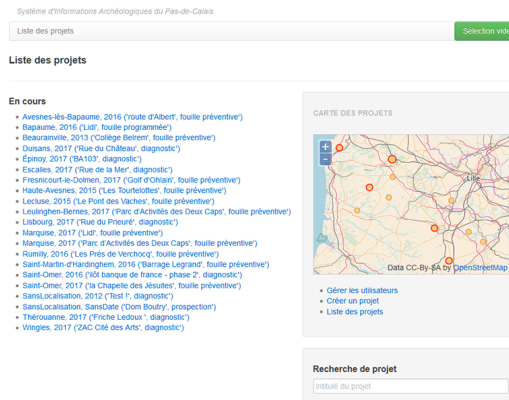 Système d'Informations Archéologiques du Pas-de-Calais
Liste des projets
Sélection vide
Liste des projets
En cours
Avesnes-lès-Bapaume, 2016 ('route d'Albert', fouille préventive')
Bapaume, 2016 ('Lidl', fouille programmée')
Beaurainville, 2013 ('Collège Belrem', fouille préventive')
Duisans, 2017 ('Rue du Château', diagnostic')
Épinoy, 2017 ('BA103', diagnostic')
Escalles, 2017 ('Rue de la Mer', diagnostic')
Fresnicourt-le-Dolmen, 2017 ('Golf d'Ohlain', fouille préventive')
Haute-Avesnes, 2015 ('Les Tourtelottes', fouille préventive')
Lecluse, 2015 ('Le Pont des Vaches', fouille préventive')
Leulinghen-Bernes, 2017 ('Parc d'Activités des Deux Caps', fouille préventive')
Lisbourg, 2017 ('Rue du Prieuré', diagnostic')
Marquise, 2017 ('Lidl', fouille préventive')
Marquise, 2017 ('Parc d'Activités des Deux Caps', fouille préventive')
Rumilly, 2016 ('Les Près de Verchocq', fouille préventive')
Saint-Martin-d'Hardinghem, 2016 ('Barrage Legrand', fouille préventive')
Saint-Omer, 2016 ('îlôt banque de france - phase 2', diagnostic')
Saint-Omer, 2017 ('la Chapelle des Jésuites', fouille préventive')
SansLocalisation, 2012 ('Test !', diagnostic')
SansLocalisation, SansDate ('Dom Boutry', prospection')
Thérouanne, 2017 ('Friche Ledoux ', diagnostic')
Wingles, 2017 ('ZAC Cité des Arts', diagnostic')
CARTE DES PROJETS
+
–
Lille
Data CC-By-SA by OpenStreetMap
Gérer les utilisateurs
Créer un projet
Liste des projets
Recherche de projet
Intitulé du projet